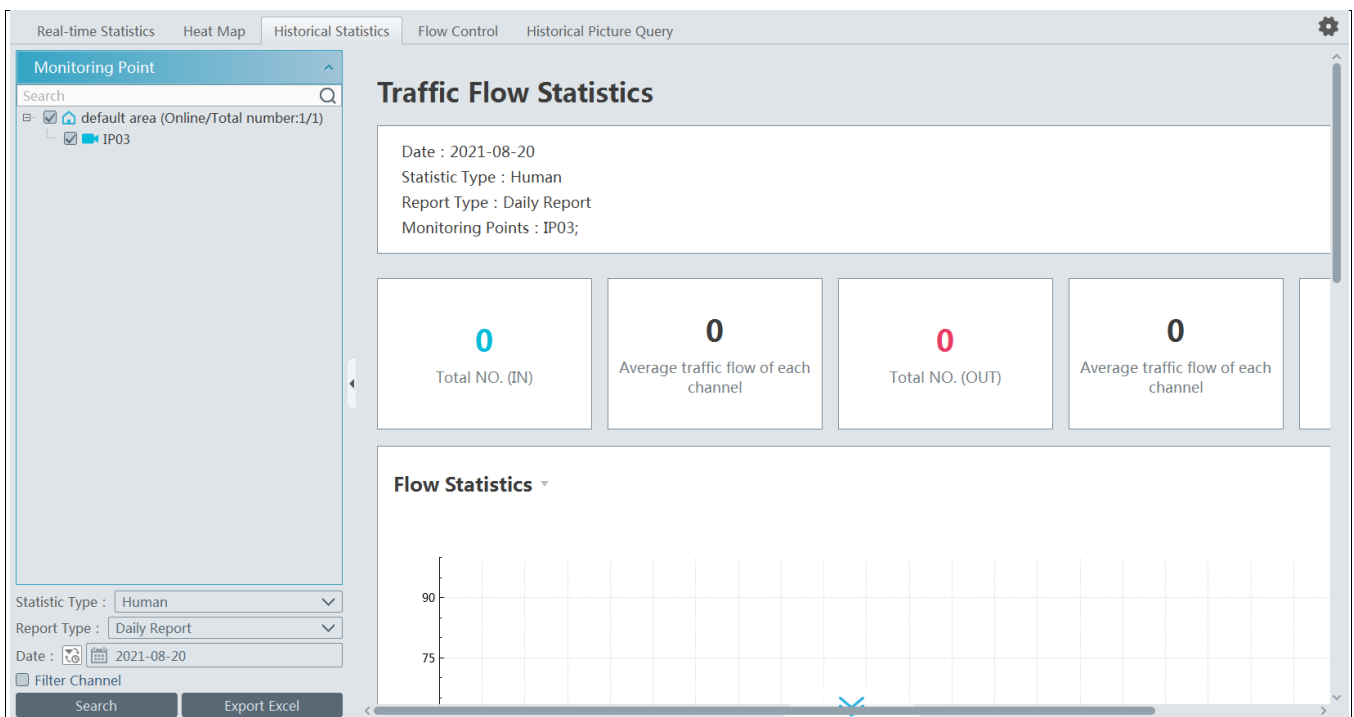 Real-time Statistics Heat Map Historical Statistics Flow Control Historical Picture Query
Monitoring Point
Search
default area (Online/Total number:1/1)
IP03
Statistic Type : Human
Report Type : Daily Report
Date : 2021-08-20
Filter Channel
Search Export Excel
Traffic Flow Statistics
Date : 2021-08-20
Statistic Type : Human
Report Type : Daily Report
Monitoring Points : IP03;
0
Total NO. (IN)
0
Average traffic flow of each
channel
0
Total NO. (OUT)
0
Average traffic flow of each
channel
Flow Statistics
90
75